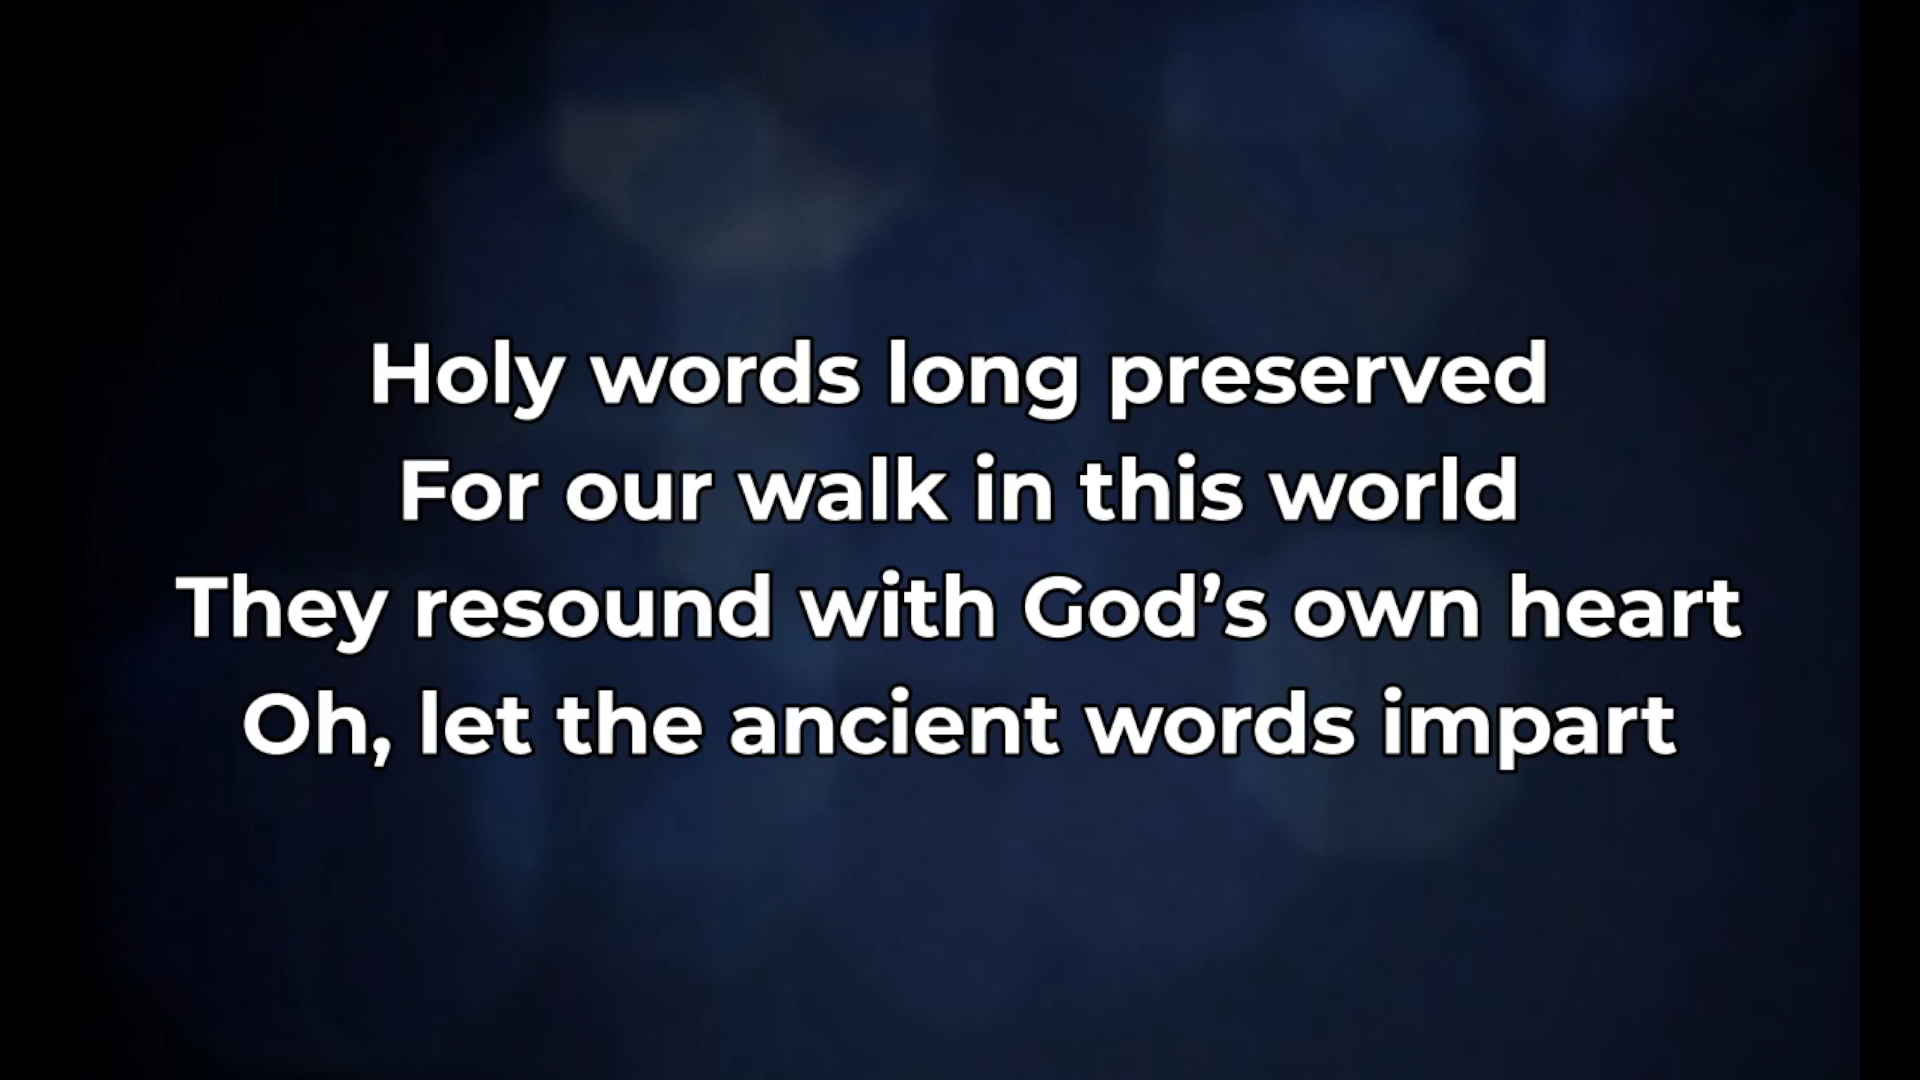 Holy words long preserved
For our walk in this world
They resound with God’s own heart
Oh, let the ancient words impart